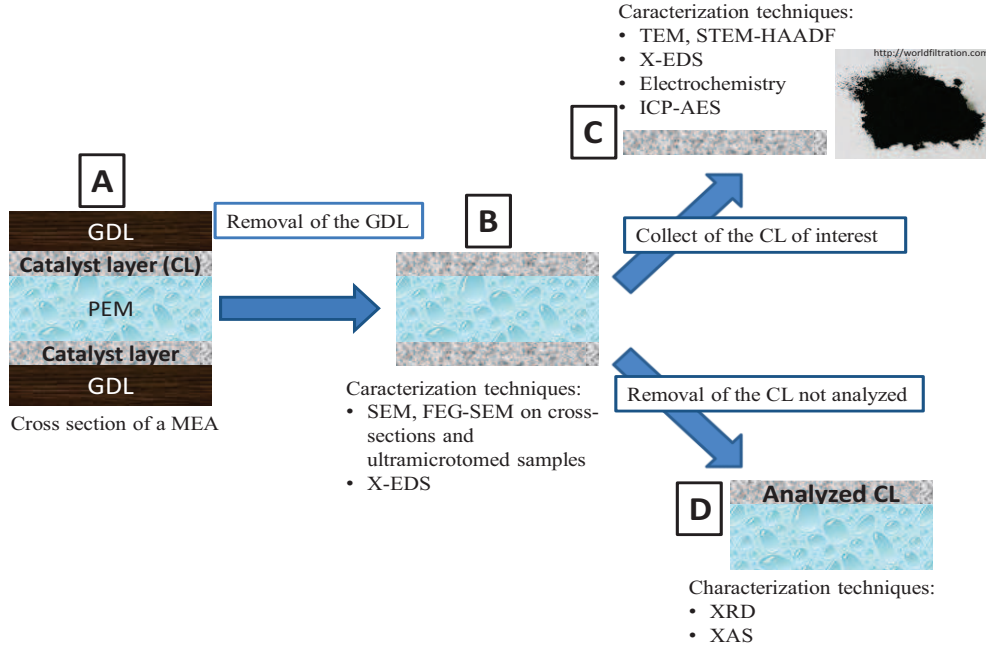 Caracterization techniques:
• TEM, STEM-HAADF
• X-EDS
• Electrochemistry
• ICP-AES
http://worldfiltration.com
C
A
GDL
Catalyst layer (CL)
PEM
Catalyst layer
GDL
Cross section of a MEA
Removal of the GDL
B
Caracterization techniques:
• SEM, FEG-SEM on cross-
sections and
ultramicrotomed samples
• X-EDS
Collect of the CL of interest
Removal of the CL not analyzed
D
Analyzed CL
Characterization techniques:
• XRD
• XAS